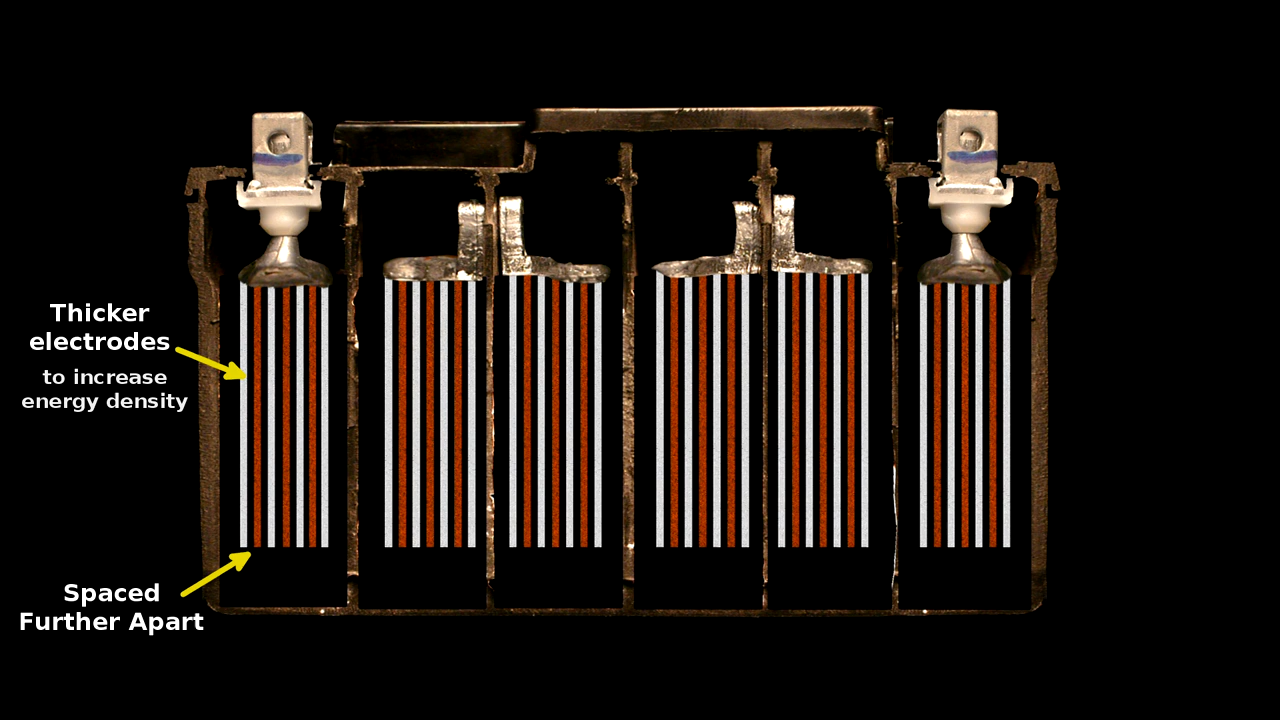 Thicker
electrodes
to increase
energy density
Spaced
Further Apart